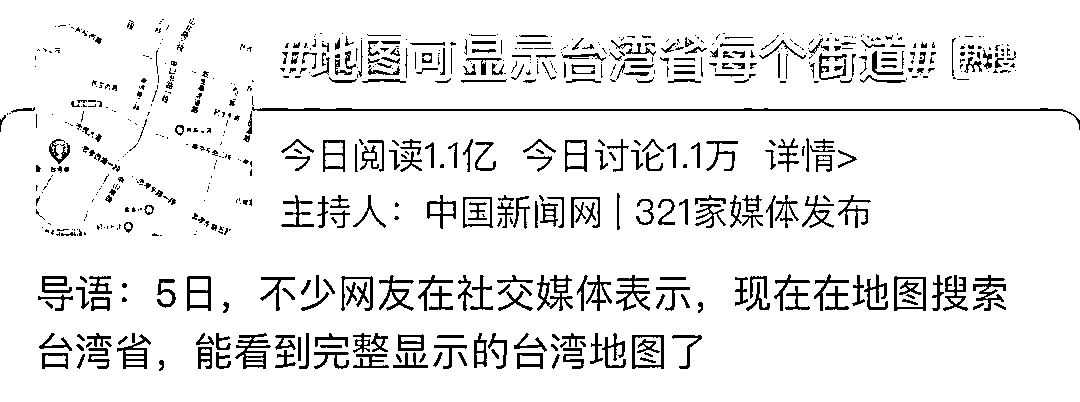 #地图可显示台湾省每个街道# 热搜
今日阅读1.1亿 今日讨论1.1万 详情>
主持人：中国新闻网 | 321家媒体发布
导语：5日，不少网友在社交媒体表示，现在在地图搜索
台湾省，能看到完整显示的台湾地图了